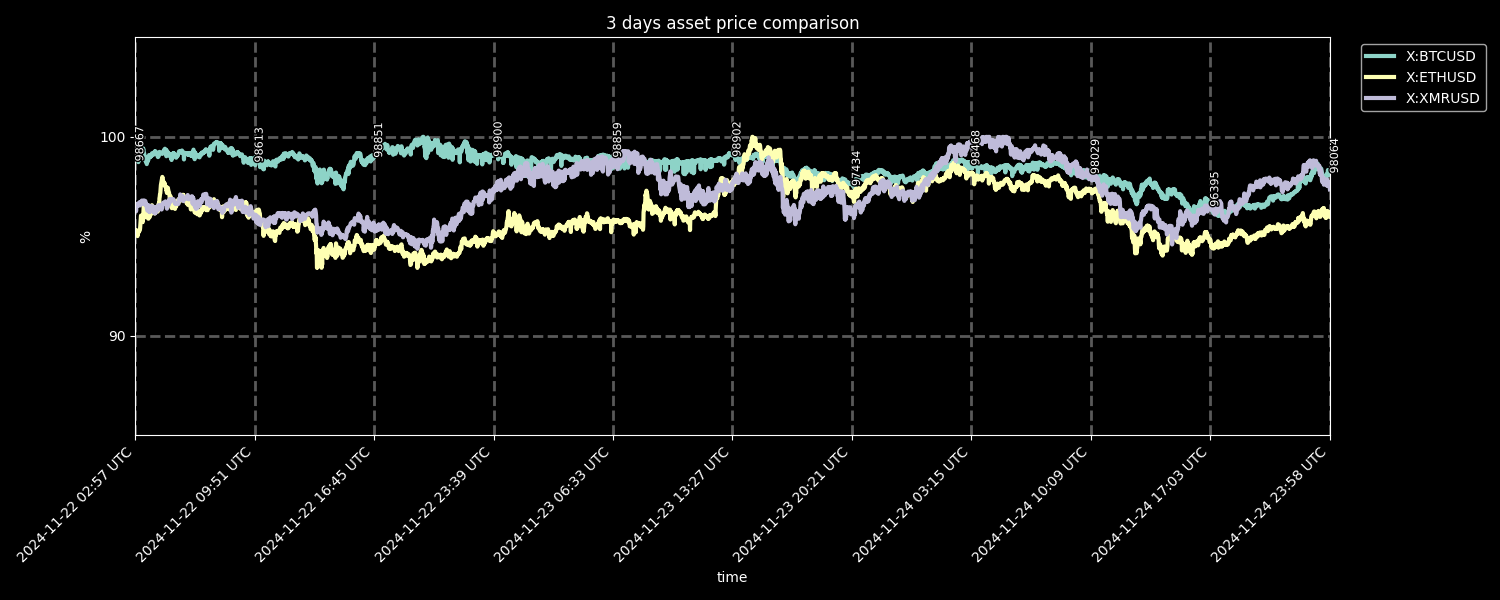 3 days asset price comparison
X:BTCUSD
X:ETHUSD
X:XMRUSD
100
90
%
98667
98613
98851
98900
98859
98902
97434
98468
98029
96395
98064
2024-11-22 02:57 UTC
2024-11-22 09:51 UTC
2024-11-22 16:45 UTC
2024-11-22 23:39 UTC
2024-11-23 06:33 UTC
2024-11-23 13:27 UTC
2024-11-23 20:21 UTC
2024-11-24 03:15 UTC
2024-11-24 10:09 UTC
2024-11-24 17:03 UTC
2024-11-24 23:58 UTC
time